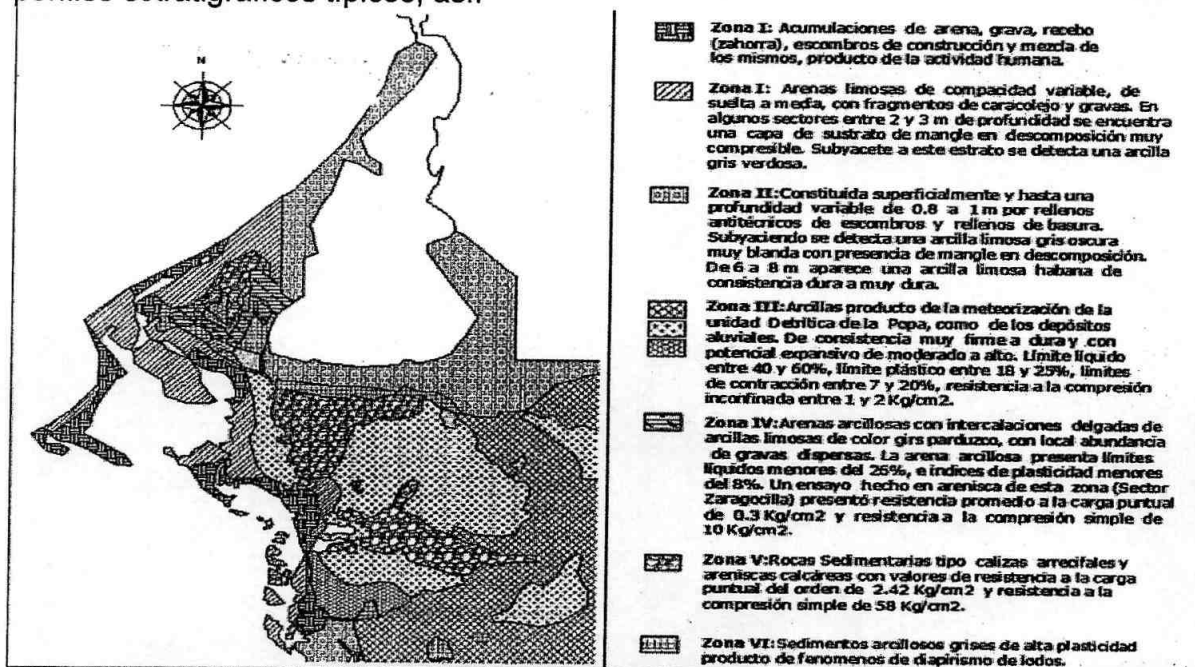 perfiles estratigráficos típicos, así:
N
Zona I: Acumulaciones de arena, grava, recebo
(zahorra), escombros de construcción y mezcla de
los mismos, producto de la actividad humana.
Zona I: Arenas limosas de compacidad variable, de
suelta a media, con fragmentos de caracolejo y gravas. En
algunos sectores entre 2 y 3 m de profundidad se encuentra
una capa de sustrato de mangle en descomposición muy
compresible. Subyacete a este estrato se detecta una arcilla
gris verdosa.
Zona II:Constituida superficialmente y hasta una
profundidad variable de 0.8 a 1m por rellenos
antitécnicos de escombros y rellenos de basura.
Subyaciendo se detecta una arcilla limosa gris oscura
muy blanda con presencia de mangle en descomposición.
De 6 a 8 m aparece una arcilla limosa habana de
consistencia dura a muy dura.
Zona III:Arcillas producto de la meteorización de la
unidad Detrítica de la Popa, como de los depósitos
aluviales. De consistencia muy firme a dura y con
potencial expansivo de moderado a alto. Límite líquido
entre 40 y 60%, límite plástico entre 18 y 25%, límites
de contracción entre 7 y 20%, resistencia a la compresión
inconfinada entre 1 y 2 Kg/cm2.
Zona IV:Arenas arcillosas con intercalaciones delgadas de
arcillas limosas de color girs parduzco, con local abundancia
de gravas dispersas. La arena arcillosa presenta límites
líquidos menores del 26%, e índices de plasticidad menores
del 8%. Un ensayo hecho en arenisca de esta zona (Sector
Zaragocilla) presentó resistencia promedio a la carga puntual
de 0.3 Kg/cm2 y resistencia a la compresión simple de
10 Kg/cm2.
Zona V:Rocas Sedimentarias tipo calizas arrecifales y
areniscas calcáreas con valores de resistencia a la carga
puntual del orden de 2.42 Kg/cm2 y resistencia a la
compresión simple de 58 Kg/cm2.
Zona VI:Sedimentos arcillosos grises de alta plasticidad
producto de fenomenos de diapirismo de lodos.